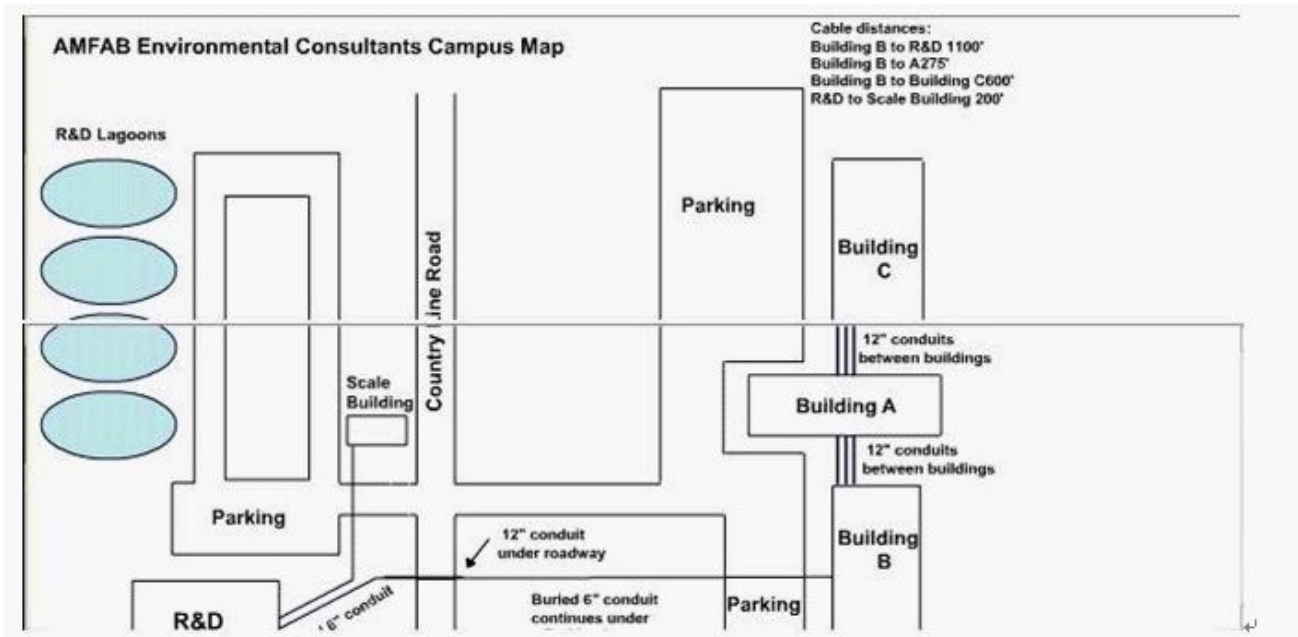 AMFAB Environmental Consultants Campus Map
Cable distances:
Building B to R&D 1100'
Building B to A275'
Building B to Building C600'
R&D to Scale Building 200'
R&D Lagoons
Parking
Building
C
Country Line Road
12" conduits
between buildings
Scale
Building
Building A
12" conduits
between buildings
Parking
12" conduit
under roadway
Building
B
R&D
6" conduit
Buried 6" conduit
continues under
Parking